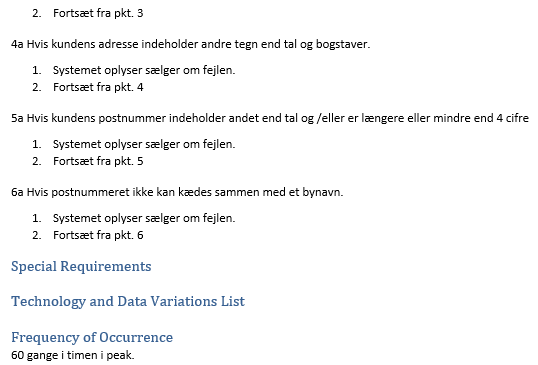 2. Fortsæt fra pkt. 3
4a Hvis kundens adresse indeholder andre tegn end tal og bogstaver.
1. Systemet oplyser sælger om fejlen.
2. Fortsæt fra pkt. 4
5a Hvis kundens postnummer indeholder andet end tal og /eller er længere eller mindre end 4 cifre
1. Systemet oplyser sælger om fejlen.
2. Fortsæt fra pkt. 5
6a Hvis postnummeret ikke kan kædes sammen med et bynavn.
1. Systemet oplyser sælger om fejlen.
2. Fortsæt fra pkt. 6
Special Requirements
Technology and Data Variations List
Frequency of Occurrence
60 gange i timen i peak.